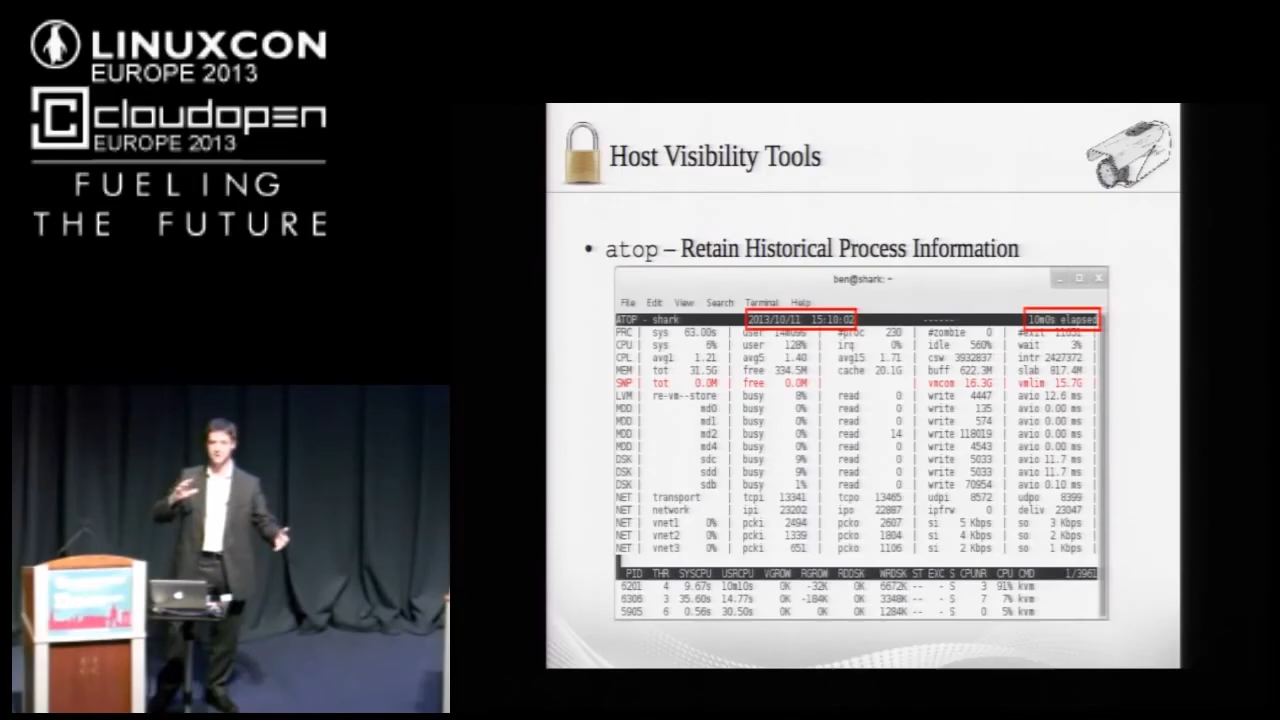 LINUXCON
EUROPE 2013
cloudopen
EUROPE 2013
FUELING
THE FUTURE
Host Visibility Tools
• atop – Retain Historical Process Information
ben@shark: ~
File Edit View Search Terminal Help
ATOP - shark 2013/10/11 15:10:02 ------ 10m0s elapsed
PRC | sys 63.00s | user 14m09s | #proc 230 | #zombie 0 | #exit |
CPU | sys 6% | user 128% | irq 0% | idle 560% | wait 3% |
CPL | avg1 1.21 | avg5 1.40 | avg15 1.71 | csw 3932837 | intr 2427372 |
MEM | tot 31.5G | free 334.5M | cache 20.1G | buff 622.3M | slab 817.4M |
SWP | tot 0.0M | free 0.0M | | vmcom 16.3G | vmlim 15.7G |
LVM | re-vm--store | busy 8% | read 0 | write 4447 | avio 12.6 ms |
MDD | md0 | busy 0% | read 0 | write 135 | avio 0.00 ms |
MDD | md1 | busy 0% | read 0 | write 574 | avio 0.00 ms |
MDD | md2 | busy 0% | read 14 | write 118019 | avio 0.00 ms |
MDD | md4 | busy 0% | read 0 | write 4543 | avio 0.00 ms |
DSK | sdc | busy 9% | read 0 | write 5033 | avio 11.7 ms |
DSK | sdd | busy 9% | read 0 | write 5033 | avio 11.7 ms |
DSK | sdb | busy 1% | read 0 | write 70954 | avio 0.10 ms |
NET | transport | tcpi 13341 | tcpo 13465 | udpi 8572 | udpo 8399 |
NET | network | ipi 23202 | ipo 22887 | ipfrw 0 | deliv 23047 |
NET | vnet1 0% | pcki 2494 | pcko 2607 | si 5 Kbps | so 3 Kbps |
NET | vnet2 0% | pcki 1339 | pcko 1804 | si 4 Kbps | so 2 Kbps |
NET | vnet3 0% | pcki 651 | pcko 1106 | si 2 Kbps | so 1 Kbps |
PID THR SYSCPU USRCPU VGROW RGROW RDDSK WRDSK ST EXC S CPUNR CPU CMD 1/3961
6201 4 9.67s 10m10s 0K -32K 0K 6672K -- - S 3 91% kvm
6306 3 35.60s 14.77s 0K -184K 0K 3348K -- - S 7 7% kvm
5905 6 0.56s 30.50s 0K 0K 0K 1284K -- - S 0 5% kvm